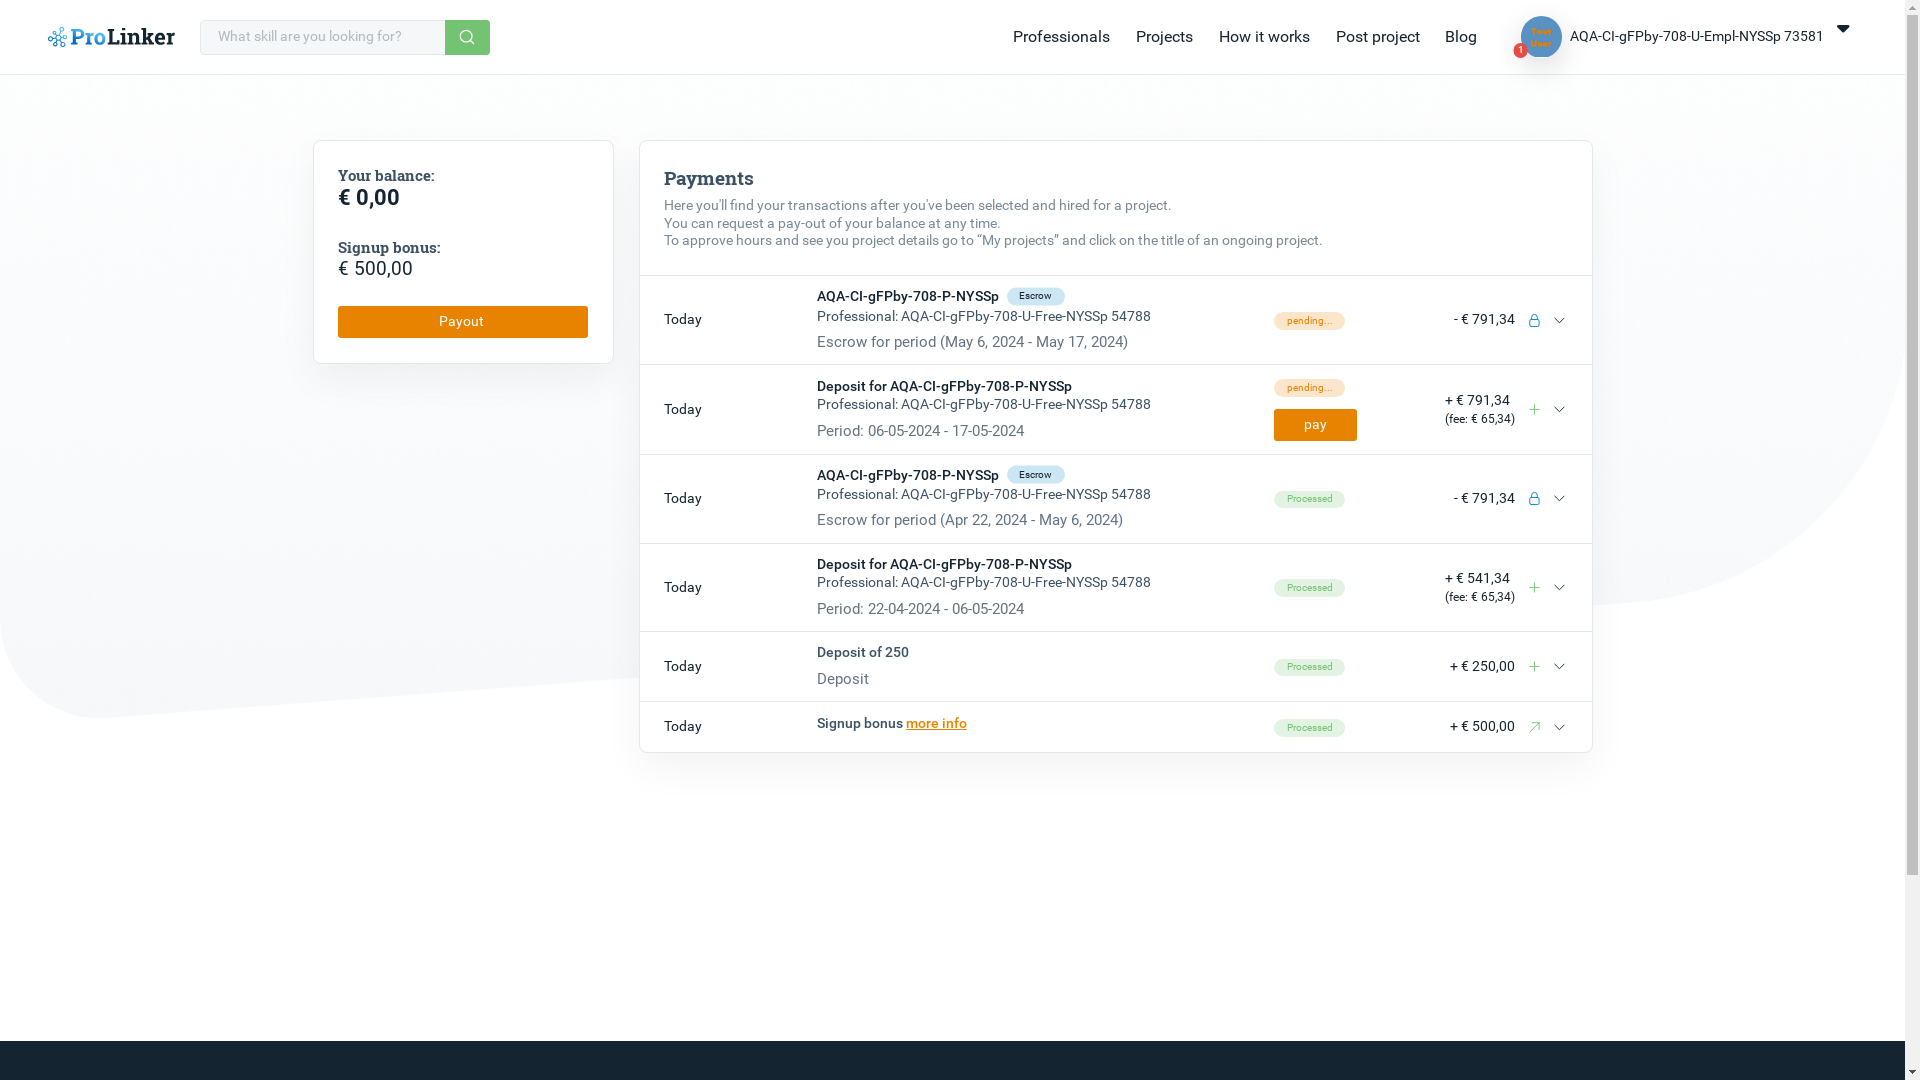 ProLinker
What skill are you looking for?
Professionals
Projects
How it works
Post project
Blog
Test User
1
AQA-CI-gFPby-708-U-Empl-NYSSp 73581
Your balance:
€ 0,00
Signup bonus:
€ 500,00
Payout
Payments
Here you'll find your transactions after you've been selected and hired for a project.
You can request a pay-out of your balance at any time.
To approve hours and see you project details go to “My projects” and click on the title of an ongoing project.
Today
AQA-CI-gFPby-708-P-NYSSp Escrow
Professional: AQA-CI-gFPby-708-U-Free-NYSSp 54788
Escrow for period (May 6, 2024 - May 17, 2024)
pending...
- € 791,34
Today
Deposit for AQA-CI-gFPby-708-P-NYSSp
Professional: AQA-CI-gFPby-708-U-Free-NYSSp 54788
Period: 06-05-2024 - 17-05-2024
pending...
pay
+ € 791,34
(fee: € 65,34)
Today
AQA-CI-gFPby-708-P-NYSSp Escrow
Professional: AQA-CI-gFPby-708-U-Free-NYSSp 54788
Escrow for period (Apr 22, 2024 - May 6, 2024)
Processed
- € 791,34
Today
Deposit for AQA-CI-gFPby-708-P-NYSSp
Professional: AQA-CI-gFPby-708-U-Free-NYSSp 54788
Period: 22-04-2024 - 06-05-2024
Processed
+ € 541,34
(fee: € 65,34)
Today
Deposit of 250
Deposit
Processed
+ € 250,00
Today
Signup bonus more info
Processed
+ € 500,00